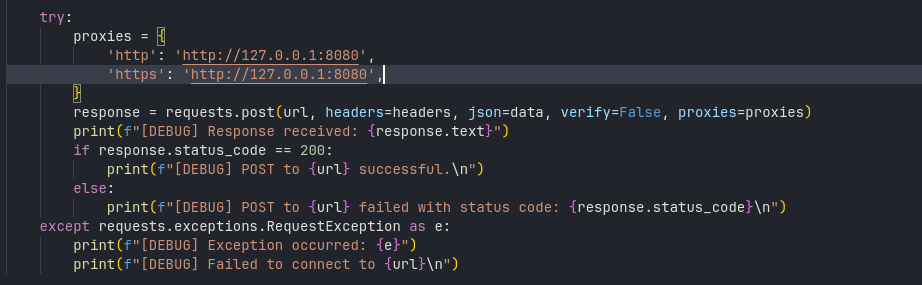 try:
proxies = {
'http': 'http://127.0.0.1:8080',
'https': 'http://127.0.0.1:8080',
}
response = requests.post(url, headers=headers, json=data, verify=False, proxies=proxies)
print(f"[DEBUG] Response received: {response.text}")
if response.status_code == 200:
print(f"[DEBUG] POST to {url} successful.\n")
else:
print(f"[DEBUG] POST to {url} failed with status code: {response.status_code}\n")
except requests.exceptions.RequestException as e:
print(f"[DEBUG] Exception occurred: {e}")
print(f"[DEBUG] Failed to connect to {url}\n")